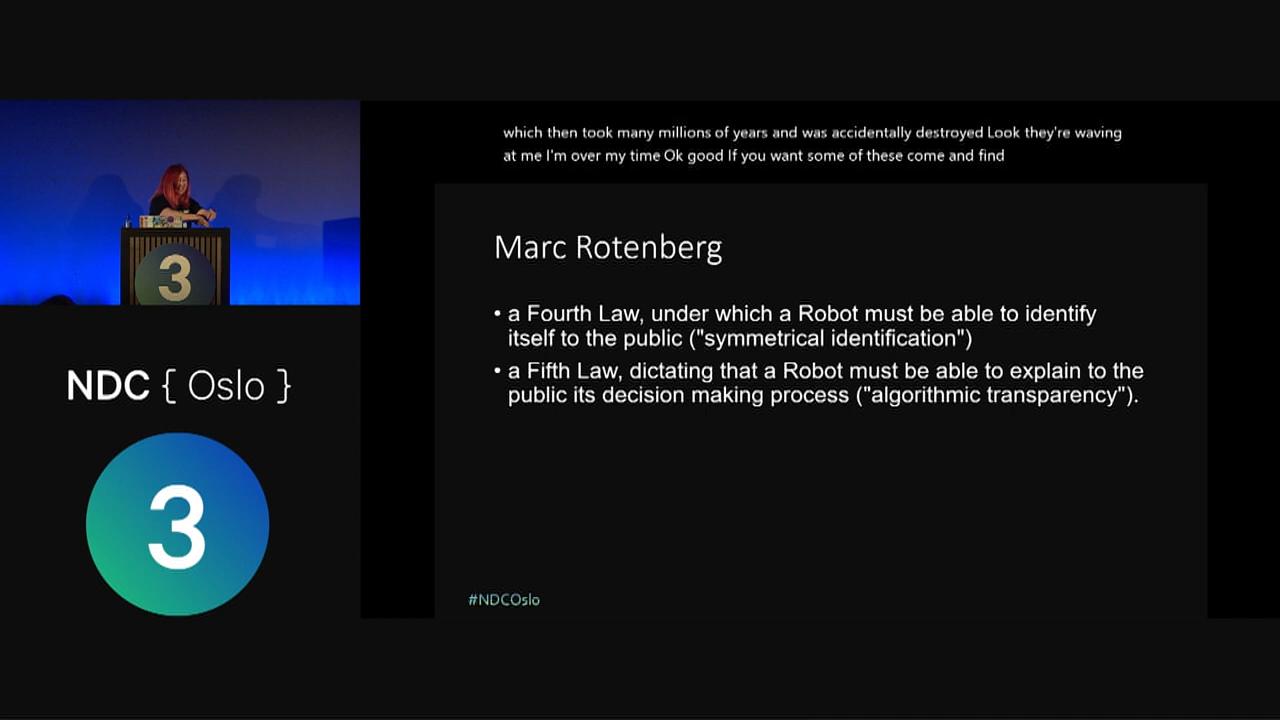 which then took many millions of years and was accidentally destroyed Look they're waving
at me I'm over my time Ok good If you want some of these come and find
3
Marc Rotenberg
• a Fourth Law, under which a Robot must be able to identify
itself to the public ("symmetrical identification")
• a Fifth Law, dictating that a Robot must be able to explain to the
public its decision making process ("algorithmic transparency").
NDC { Oslo }
3
#NDCOslo